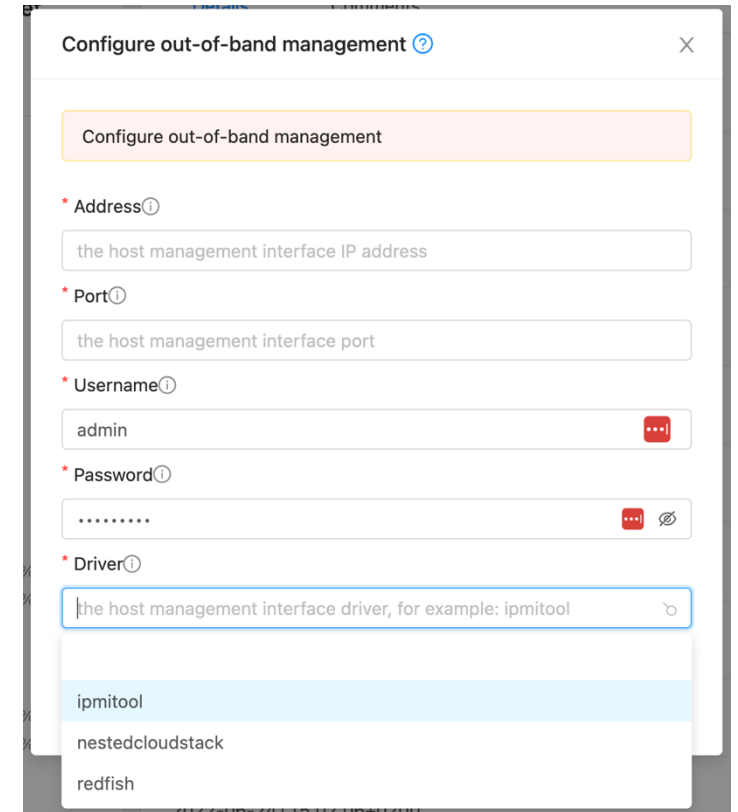 Details Comments
Configure out-of-band management
Configure out-of-band management
* Address
the host management interface IP address
* Port
the host management interface port
* Username
admin
* Password
•••••••••
* Driver
the host management interface driver, for example: ipmitool
ipmitool
nestedcloudstack
redfish